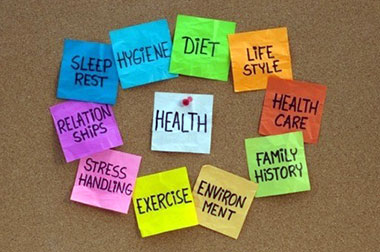 SLEEP
REST
HYGIENE
DIET
LIFE
STYLE
HEALTH
CARE
FAMILY
HISTORY
ENVIRON
MENT
EXERCISE
STRESS
HANDLING
RELATION
SHIPS
HEALTH